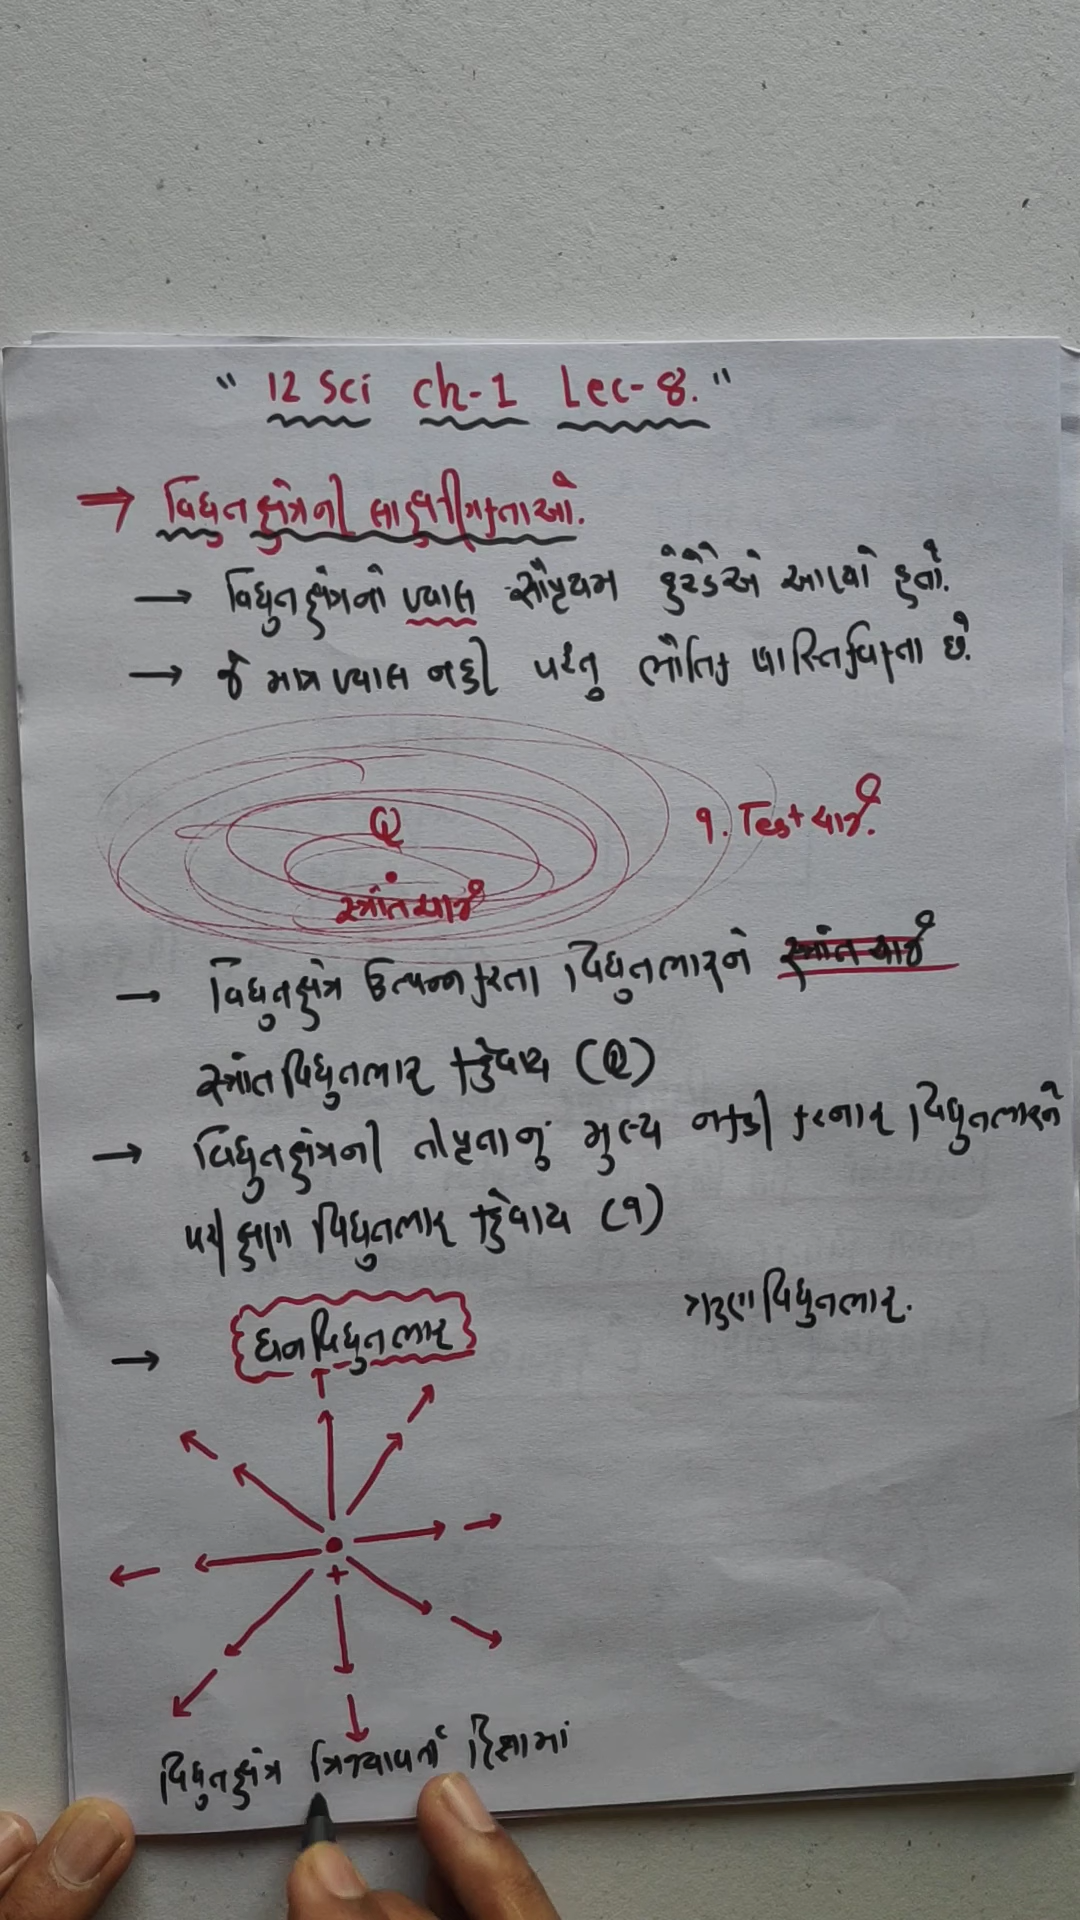 " 12 Sci ch-1 Lec-8. "
⇒ વિધુતક્ષેત્રની લાક્ષણીકતાઓ.
→ વિધુતક્ષેત્રનો ખ્યાલ સૌપ્રથમ ફેરેડેએ આપ્યો હતો.
→ જે માત્ર ખ્યાલ નહી પરંતુ ભૌતિક વાસ્તિવિકતા છે.
Q
q. Test ચાર્જ.
સ્ત્રોત ચાર્જ
→ વિધુતક્ષેત્ર ઉત્પન્ન કરતા વિધુતભારને સ્ત્રોત ચાર્જ
સ્ત્રોત વિધુતભાર કહેવાય (Q)
→ વિધુતક્ષેત્રની તીવ્રતાનું મુલ્ય નક્કી કરનાર વિધુતભારને
પરીક્ષણ વિધુતભાર કહેવાય (q)
→ ધન વિધુતભાર
ઋણ વિધુતભાર.
+
વિધુતક્ષેત્ર ત્રિજ્યાવર્તી દિશામાં